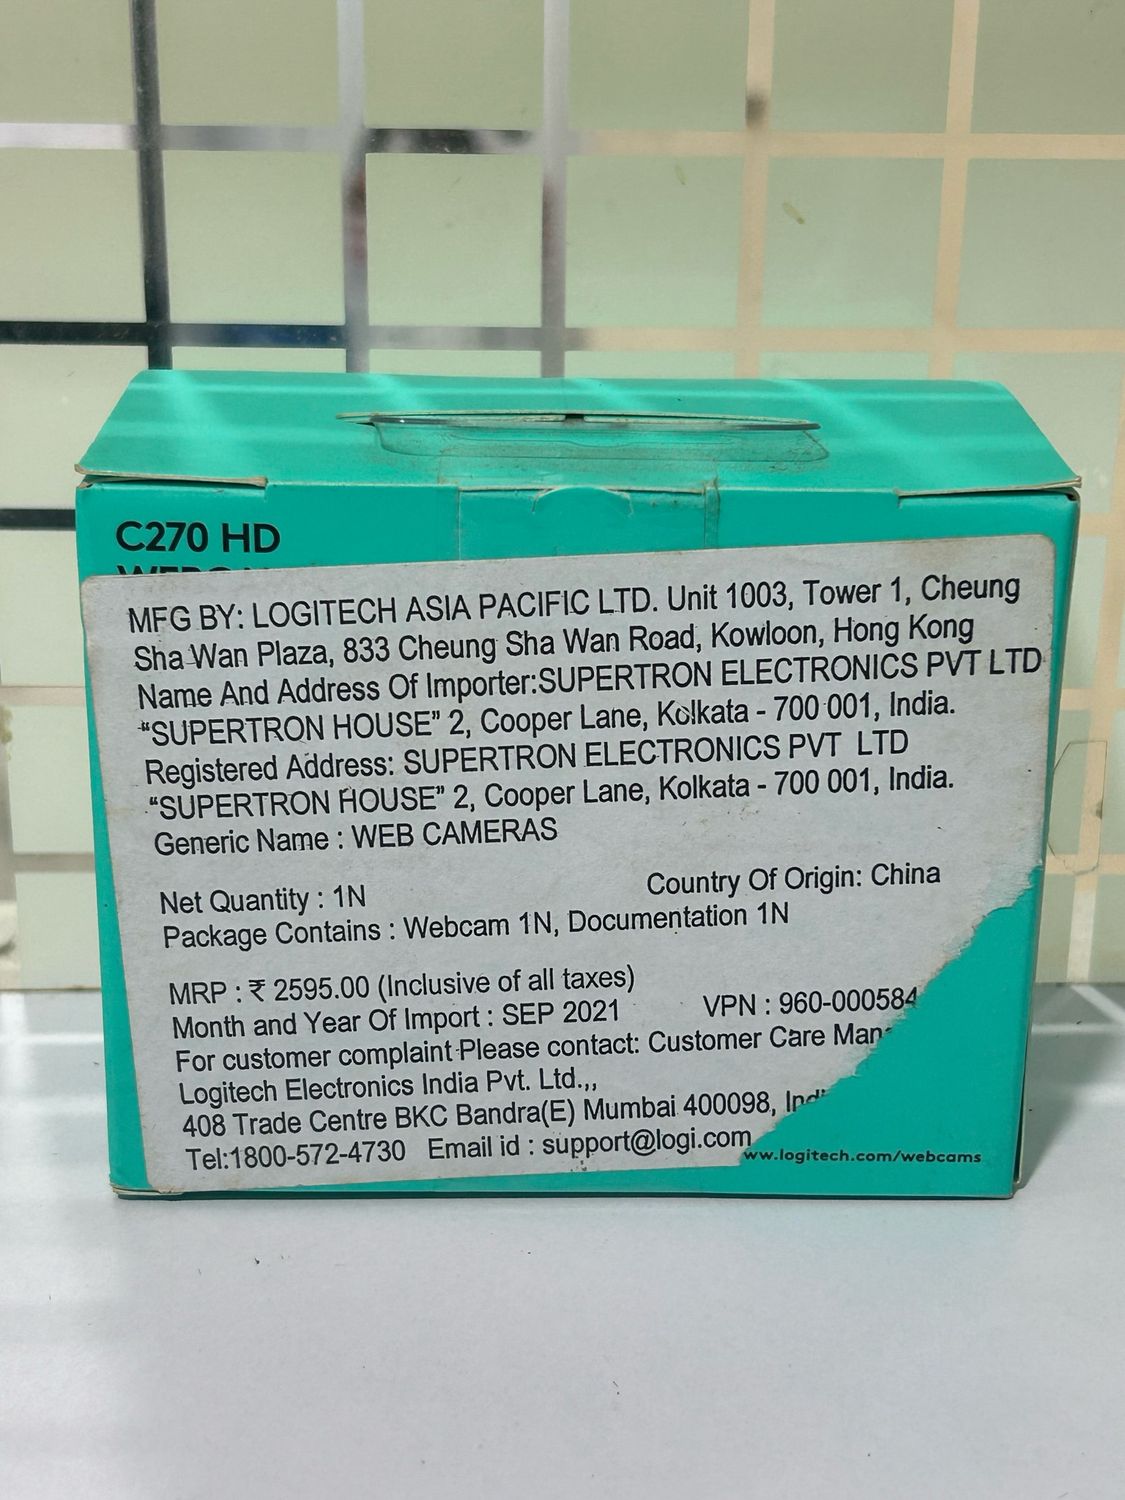 C270 HD
MFG BY: LOGITECH ASIA PACIFIC LTD. Unit 1003, Tower 1, Cheung
Sha Wan Plaza, 833 Cheung Sha Wan Road, Kowloon, Hong Kong
Name And Address Of Importer:SUPERTRON ELECTRONICS PVT LTD
“SUPERTRON HOUSE” 2, Cooper Lane, Kolkata - 700 001, India.
Registered Address: SUPERTRON ELECTRONICS PVT LTD
“SUPERTRON HOUSE” 2, Cooper Lane, Kolkata - 700 001, India.
Generic Name : WEB CAMERAS
Net Quantity : 1N Country Of Origin: China
Package Contains : Webcam 1N, Documentation 1N
MRP : ₹ 2595.00 (Inclusive of all taxes)
Month and Year Of Import : SEP 2021 VPN : 960-000584
For customer complaint Please contact: Customer Care
Logitech Electronics India Pvt. Ltd.,,
408 Trade Centre BKC Bandra(E) Mumbai 400098,
Tel:1800-572-4730 Email id : support@logi.com
ww.logitech.com/webcams